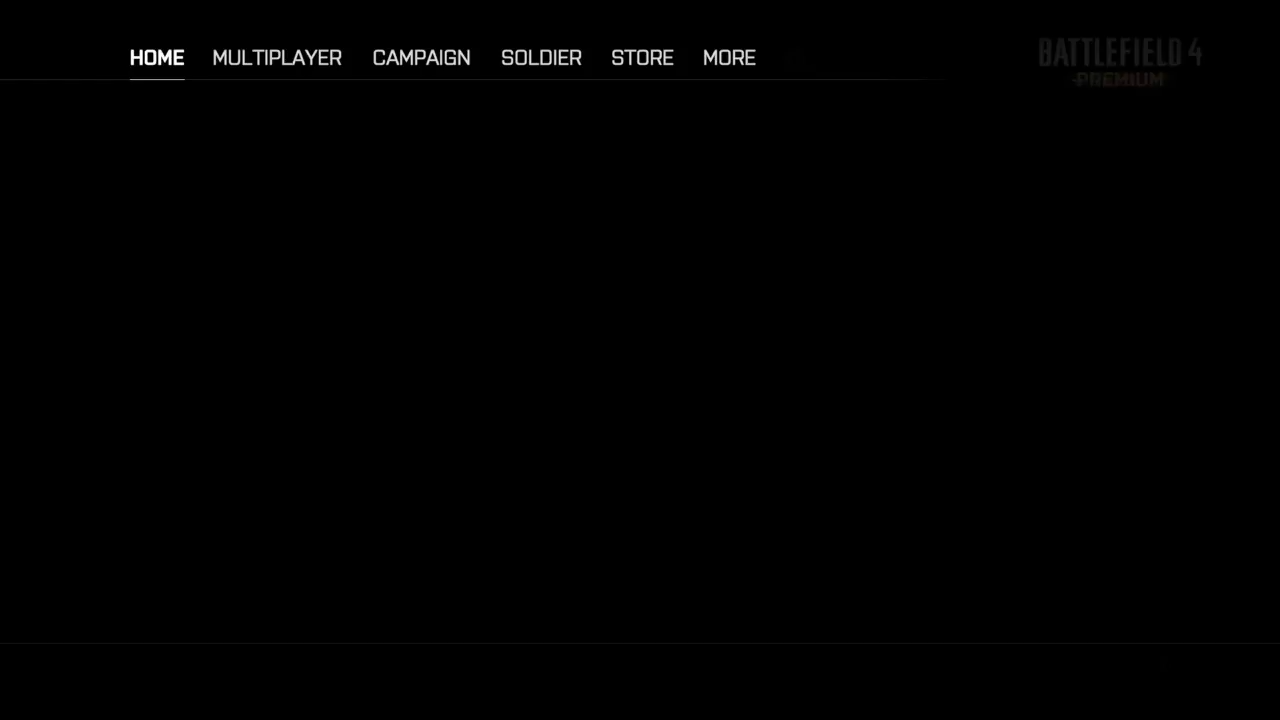 HOME MULTIPLAYER CAMPAIGN SOLDIER STORE MORE
BATTLEFIELD 4
PREMIUM